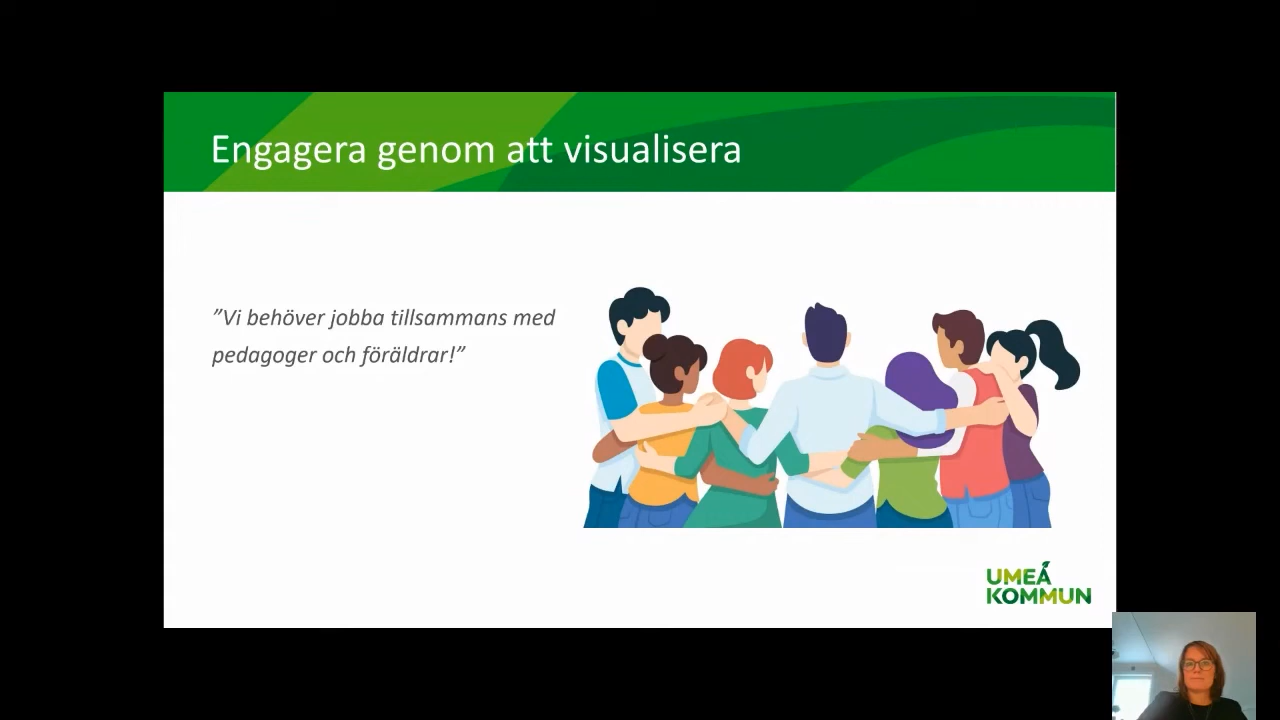 Engagera genom att visualisera
”Vi behöver jobba tillsammans med
pedagoger och föräldrar!”
UMEÅ
KOMMUN